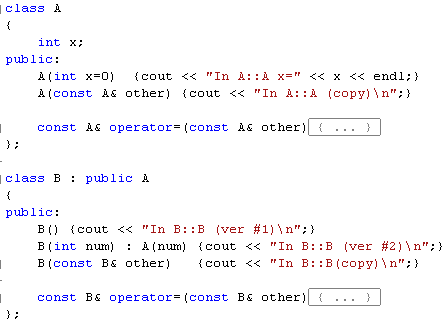 class A
{
int x;
public:
A(int x=0) {cout << "In A::A x=" << x << endl;}
A(const A& other) {cout << "In A::A (copy)\n";}
const A& operator=(const A& other){ ... }
};
class B : public A
{
public:
B() {cout << "In B::B (ver #1)\n";}
B(int num) : A(num) {cout << "In B::B (ver #2)\n";}
B(const B& other) {cout << "In B::B(copy)\n";}
const B& operator=(const B& other){ ... }
};